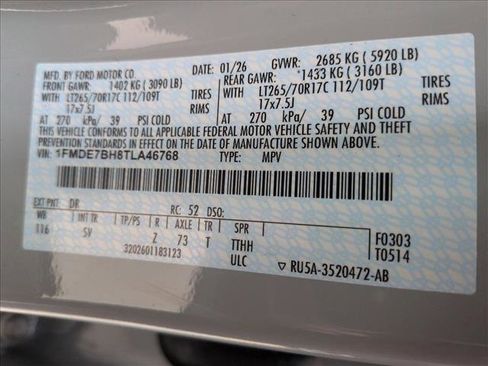 MFD. BY FORD MOTOR CO. 01/26 GVWR: 2685 KG ( 5920 LB)
FRONT GAWR: 1402 KG ( 3090 LB) REAR GAWR: 1433 KG ( 3160 LB)
WITH LT265/70R17C 112/109T TIRES WITH LT265/70R17C 112/109T TIRES
17x7.5J RIMS 17x7.5J RIMS
AT 270 kPa/ 39 PSI COLD AT 270 kPa/ 39 PSI COLD
THIS VEHICLE CONFORMS TO ALL APPLICABLE FEDERAL MOTOR VEHICLE SAFETY AND THEFT
PREVENTION STANDARDS IN EFFECT ON THE DATE OF MANUFACTURE SHOWN ABOVE.
VIN: 1FMDE7BH8TLA46768 TYPE: MPV
EXT PNT: DR RC: 52 DSO:
WB INT TR TP/PS R AXLE TR SPR F0303
116 SV Z 73 T TTHH T0514
3202601183123 ULC RU5A-3520472-AB